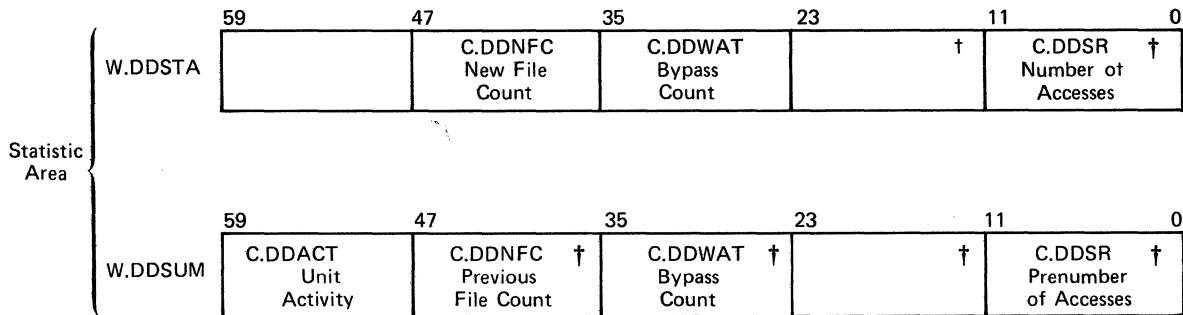 59 47 35 23 11 0
W.DDSTA
C.DDNFC
New File
Count
C.DDWAT
Bypass
Count
†
C.DDSR †
Number of
Accesses
Statistic
Area
59 47 35 23 11 0
W.DDSUM
C.DDACT
Unit
Activity
C.DDNFC †
Previous
File Count
C.DDWAT †
Bypass
Count
†
C.DDSR †
Prenumber
of Accesses